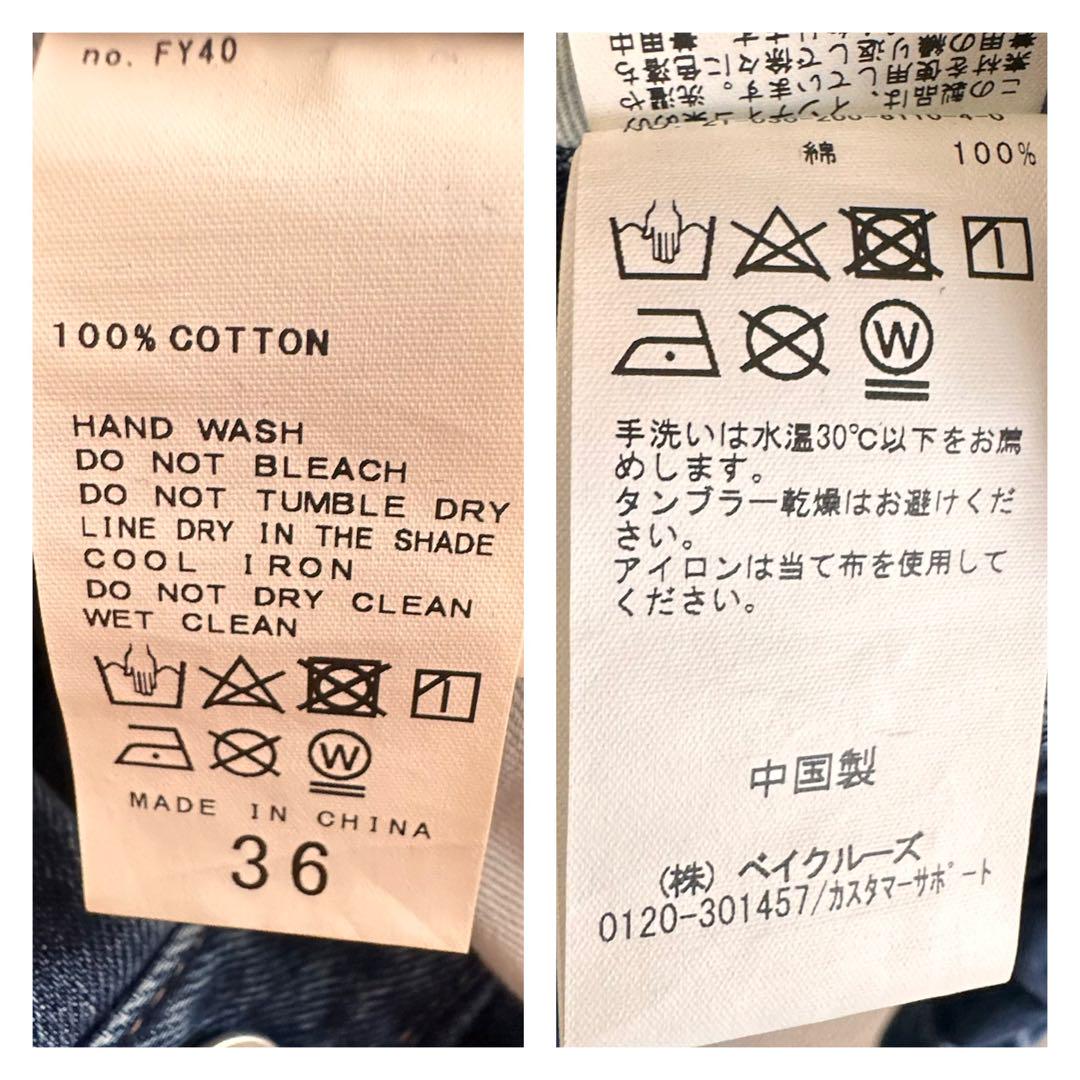 no. FY40
100% COTTON
HAND WASH
DO NOT BLEACH
DO NOT TUMBLE DRY
LINE DRY IN THE SHADE
COOL IRON
DO NOT DRY CLEAN
WET CLEAN
W
MADE IN CHINA
36
綿 100%
W
手洗いは水温30℃以下をお薦
めします。
タンブラー乾燥はお避けくだ
さい。
アイロンは当て布を使用して
ください。
中国製
(株) ベイクルーズ
0120-301457/カスタマーサポート